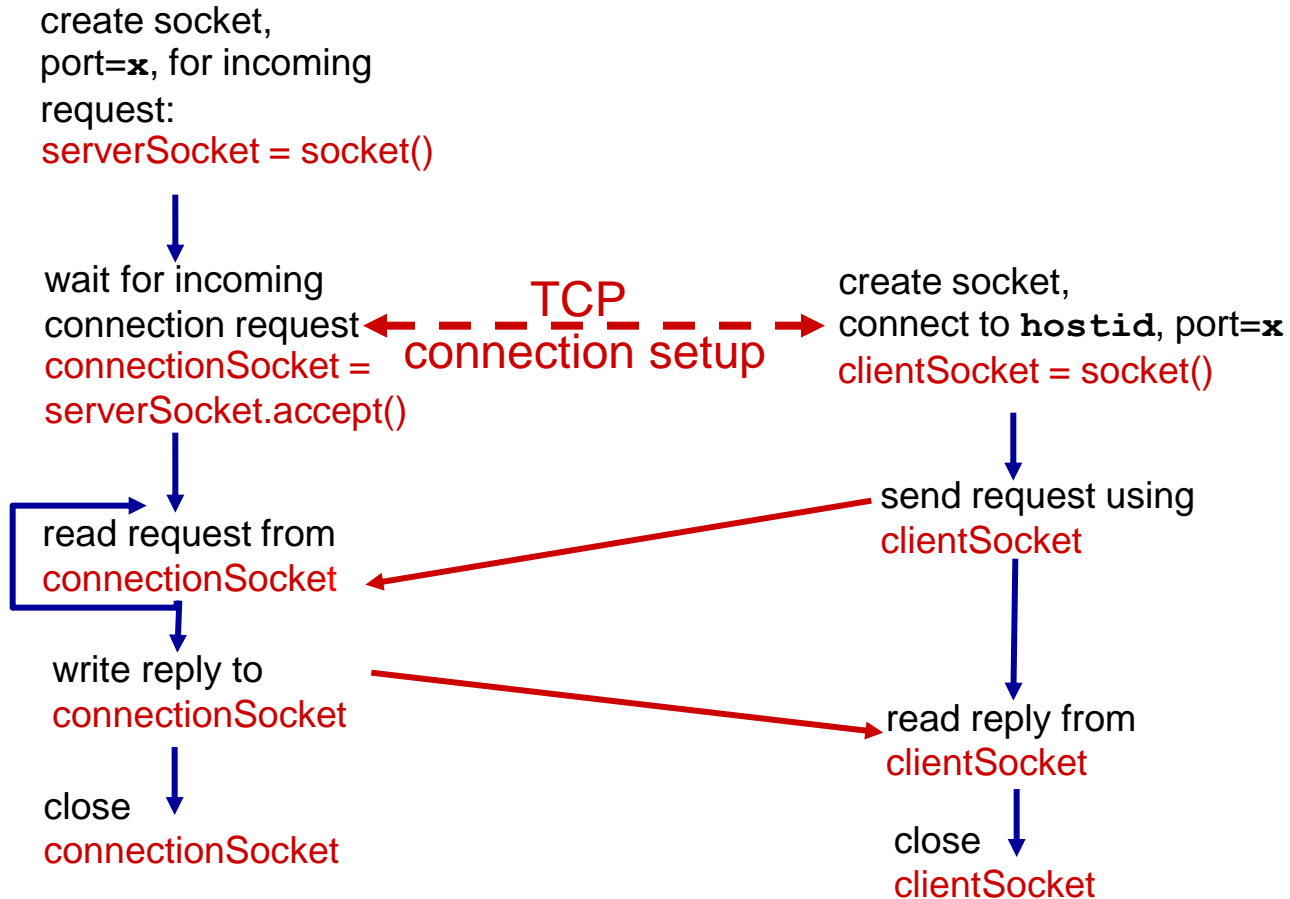 create socket,
port=x, for incoming
request:
serverSocket = socket()
wait for incoming
connection request
connectionSocket =
serverSocket.accept()
TCP
connection setup
create socket,
connect to hostid, port=x
clientSocket = socket()
read request from
connectionSocket
send request using
clientSocket
write reply to
connectionSocket
read reply from
clientSocket
close
connectionSocket
close
clientSocket